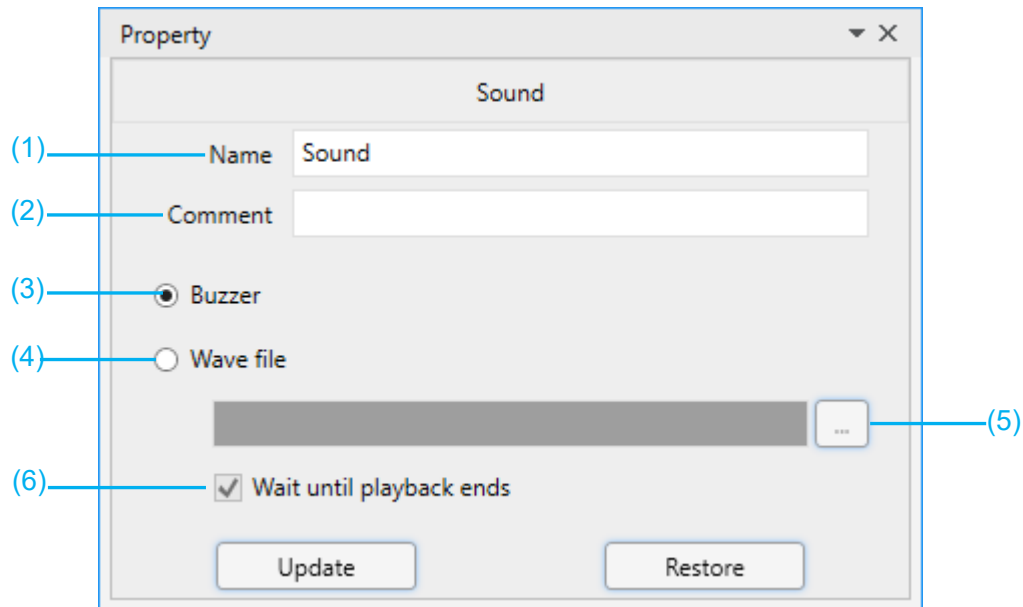 Property
Sound
(1) Name Sound
(2) Comment
(3) Buzzer
(4) Wave file
... (5)
(6) Wait until playback ends
Update Restore